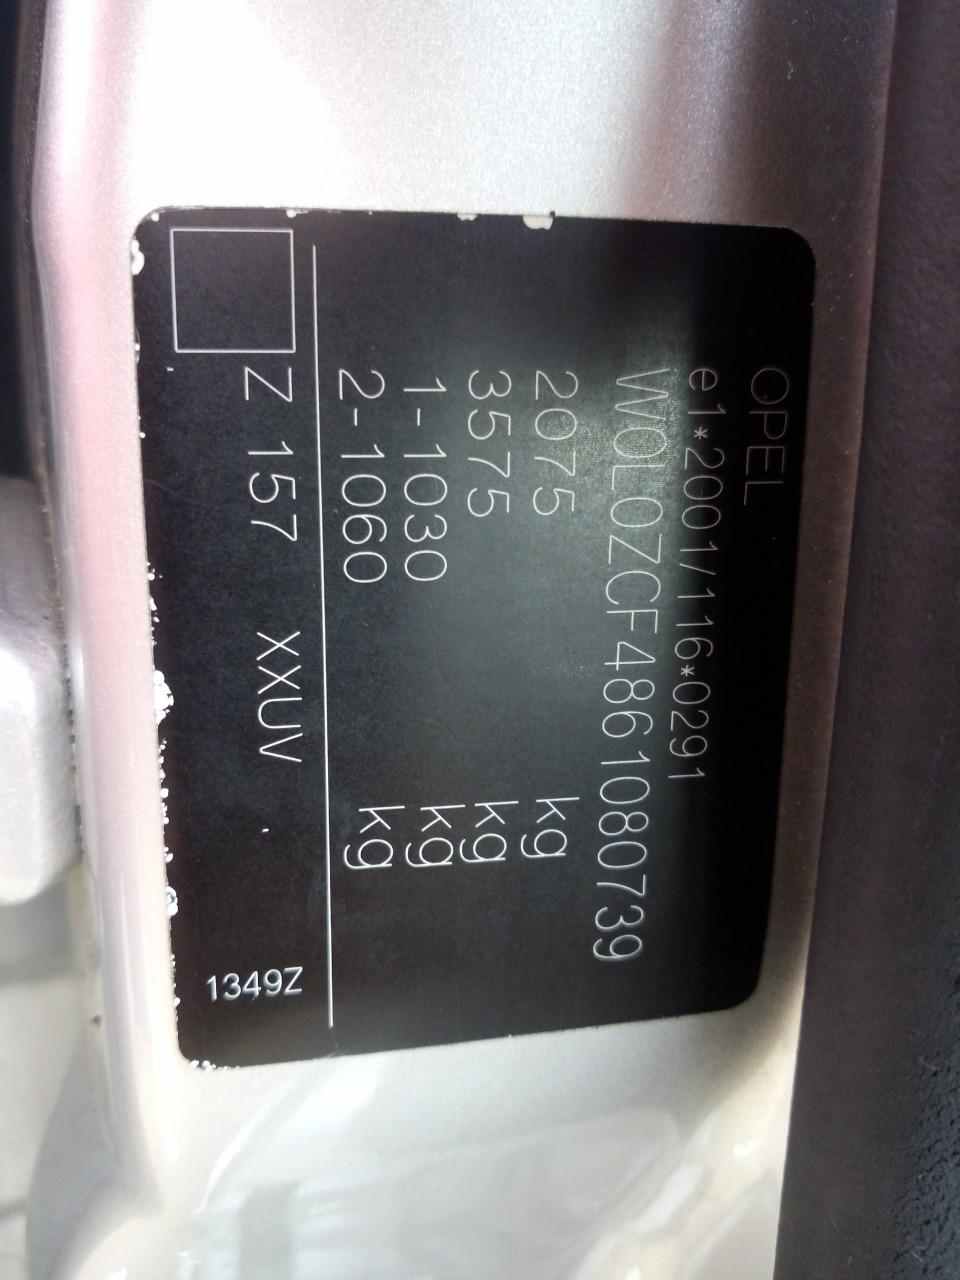 OPEL
e1*2001/116*0291
W0L0ZCF4861080739
2075 kg
3575 kg
1-1030 kg
2-1060 kg
Z 157 XXUV
1349Z